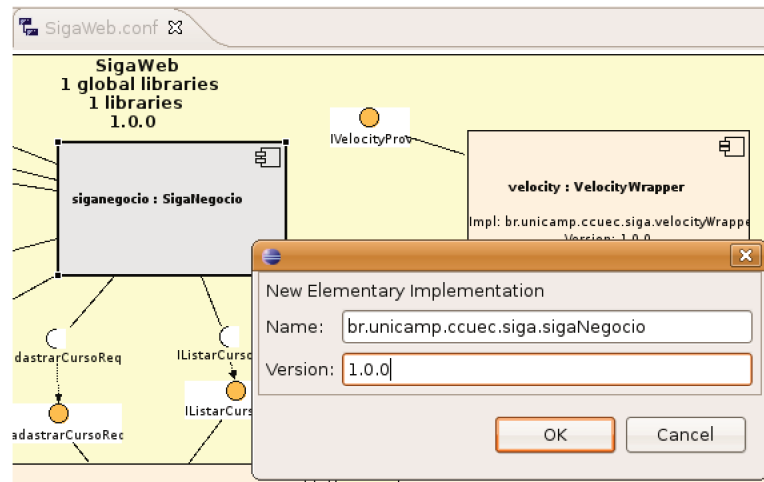 SigaWeb.conf
SigaWeb
1 global libraries
1 libraries
1.0.0
IVelocityProv
siganegocio : SigaNegocio
velocity : VelocityWrapper
Impl: br.unicamp.ccuec.siga.velocityWrappe
Version: 1.0.0
New Elementary Implementation
Name: br.unicamp.ccuec.siga.sigaNegocio
Version: 1.0.0
OK Cancel
dastrarCursoReq
IListarCurso
IListarCurs
adastrarCursoRec